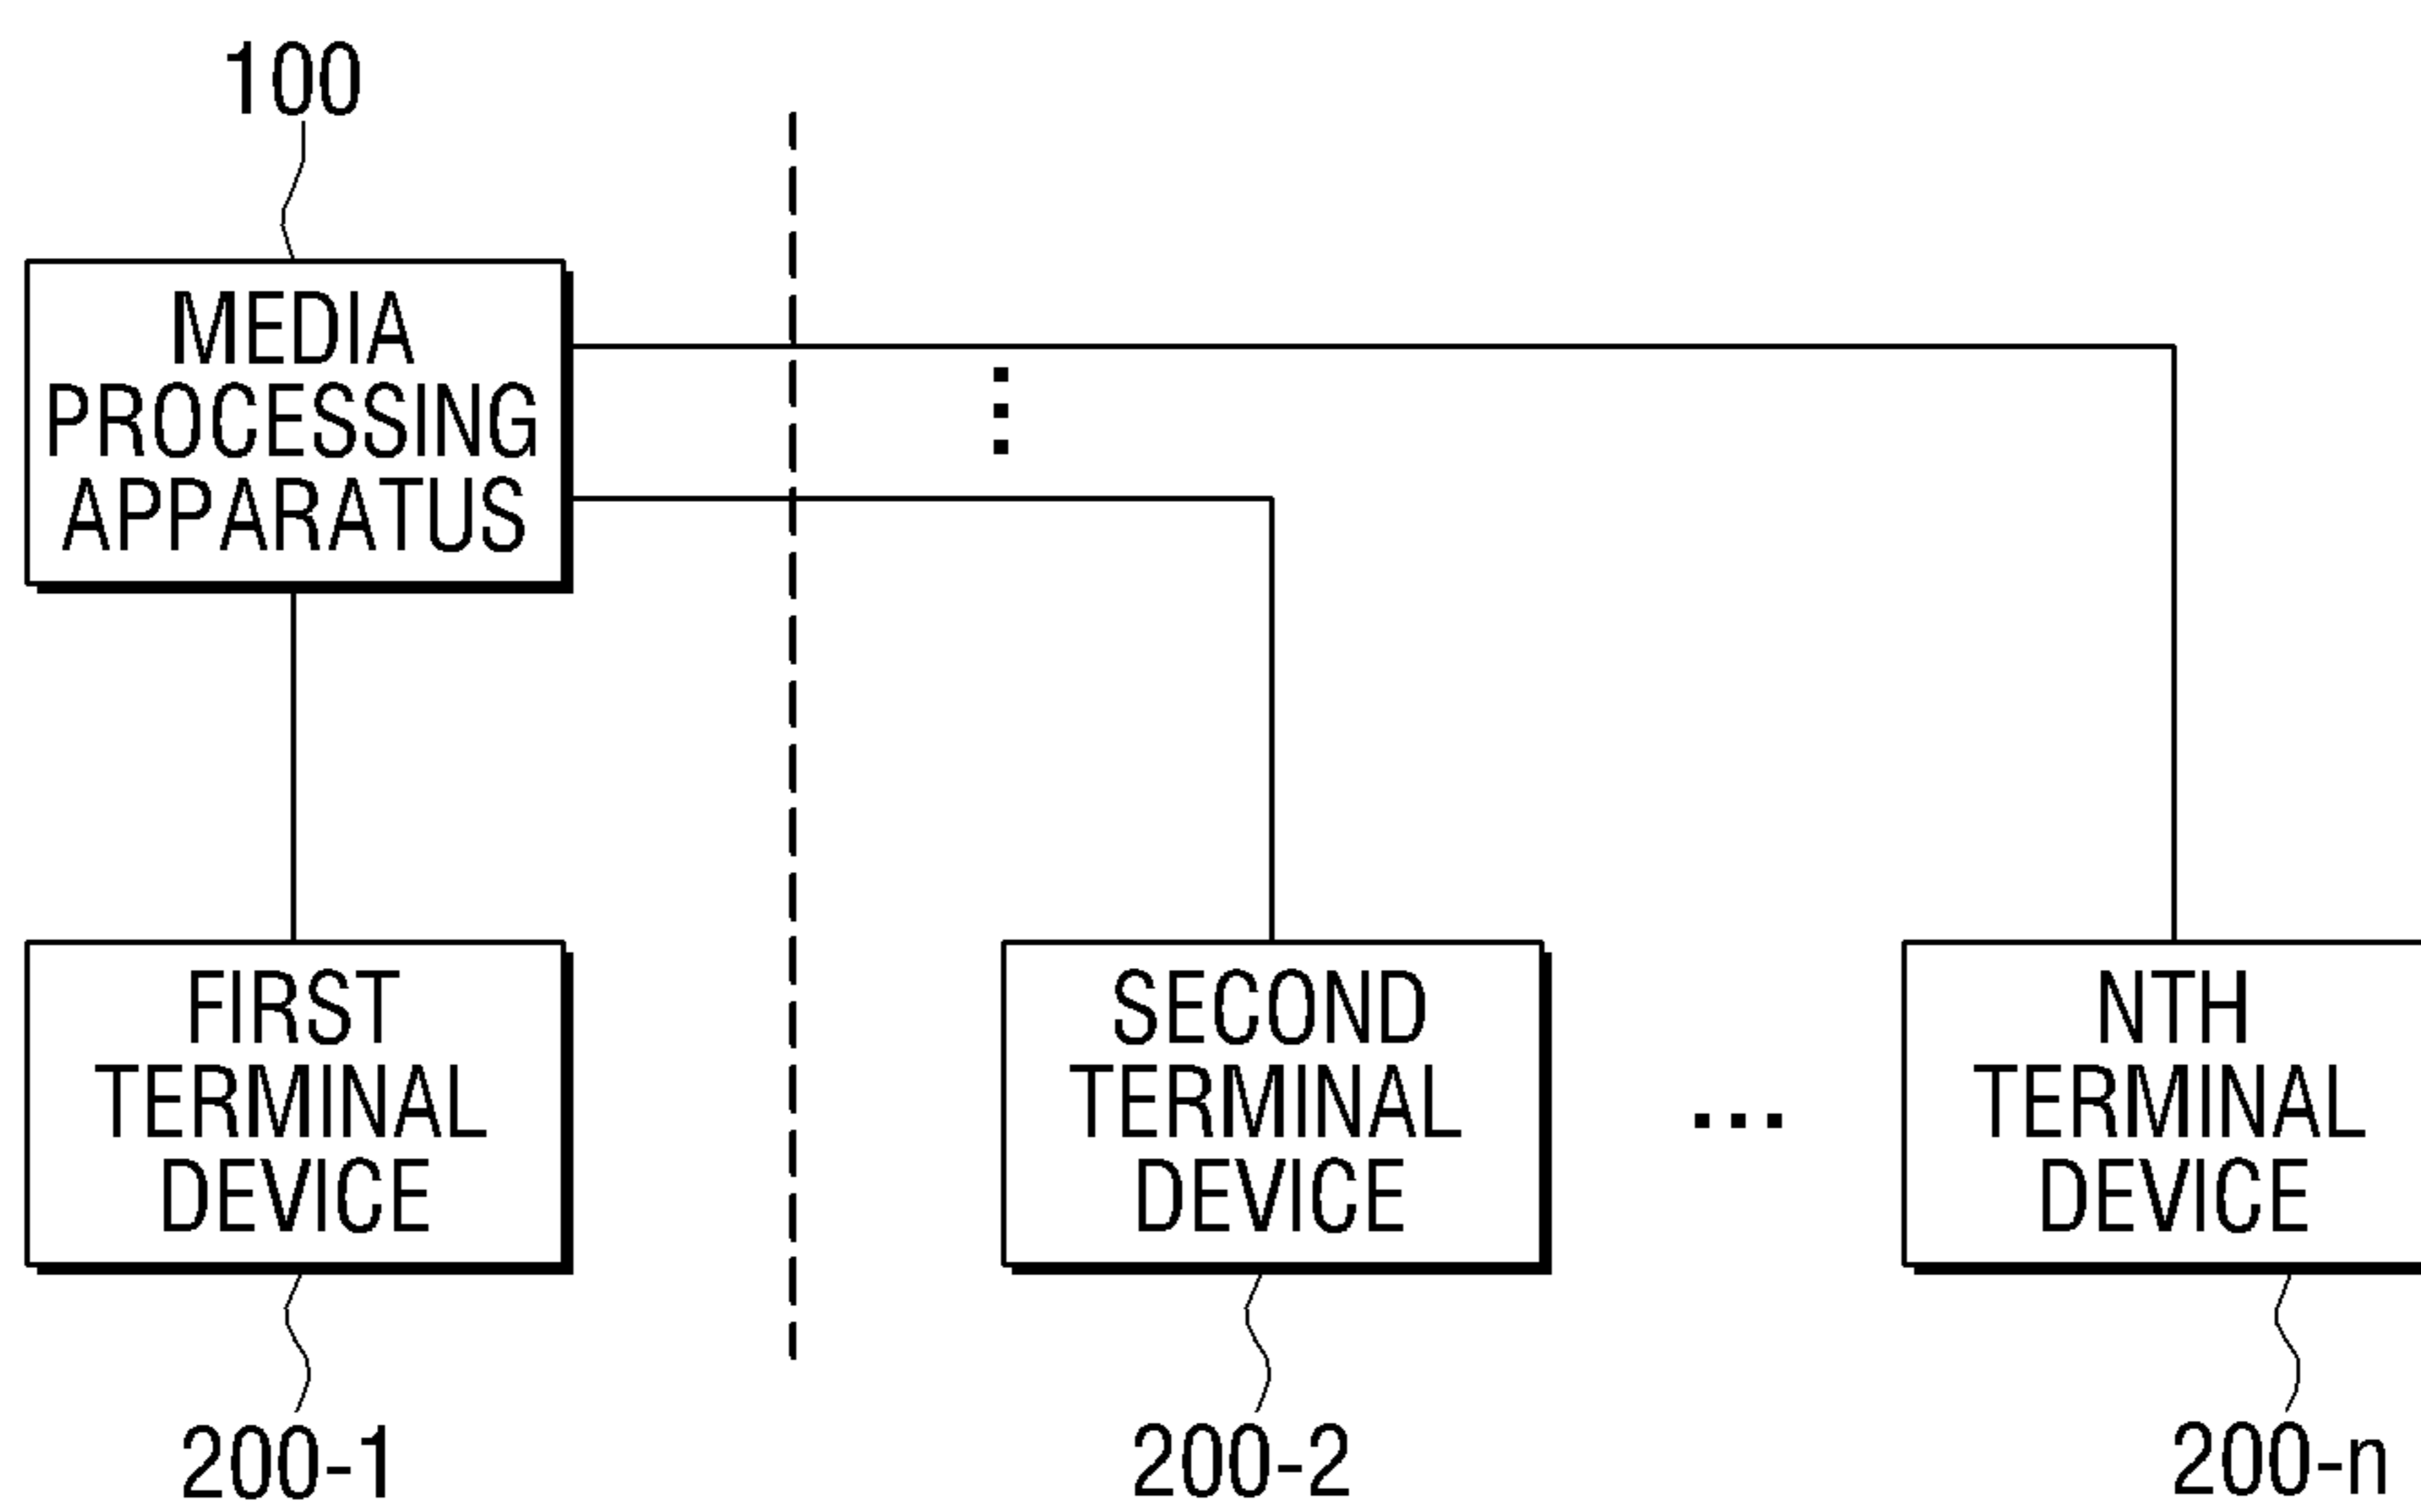 100
MEDIA
PROCESSING
APPARATUS
FIRST
TERMINAL
DEVICE
200-1
SECOND
TERMINAL
DEVICE
200-2
...
NTH
TERMINAL
DEVICE
200-n